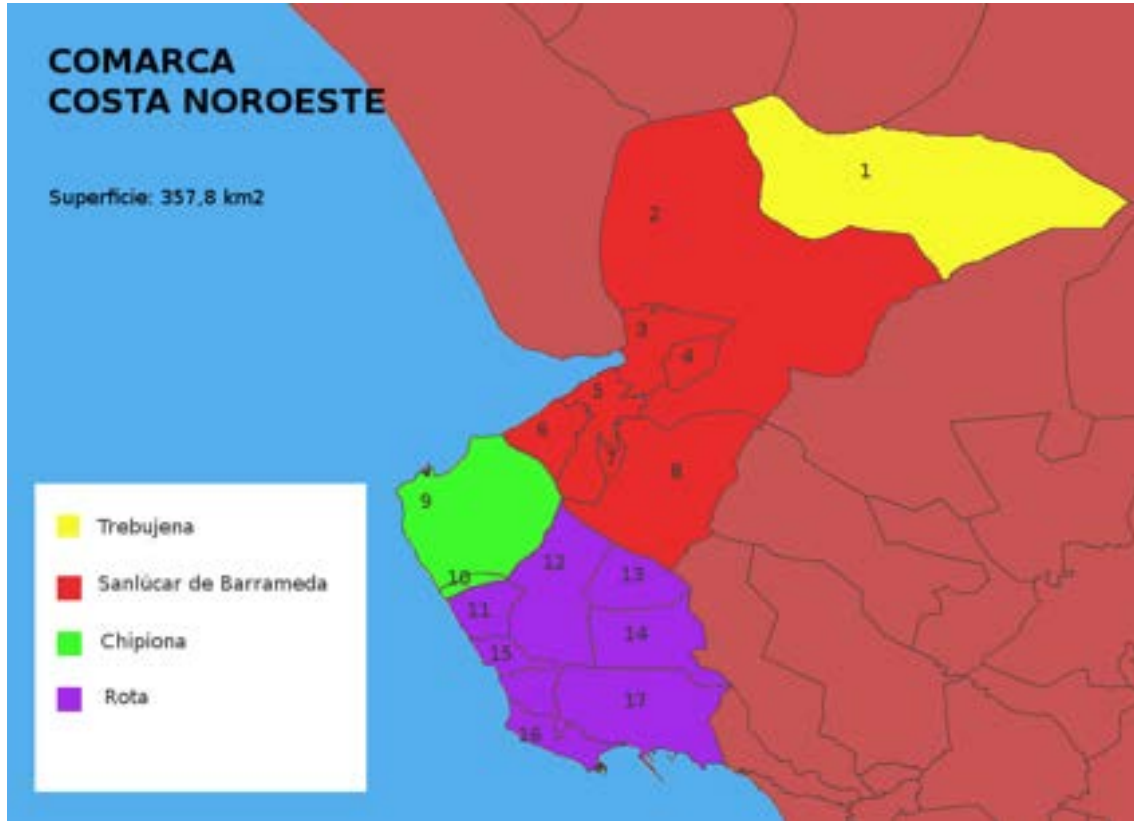 COMARCA
COSTA NOROESTE
Superficie: 357,8 km2
1
2
3
4
5
6
7
8
9
10
11
12
13
14
15
16
17
Trebujena
Sanlúcar de Barrameda
Chipiona
Rota